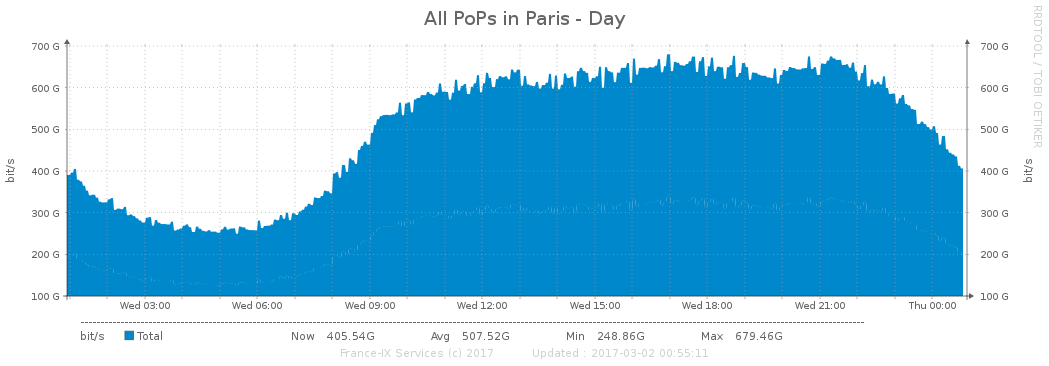 All PoPs in Paris - Day
RRDTOOL / TOBI OETIKER
700 G 700 G
600 G 600 G
500 G 500 G
400 G 400 G
300 G 300 G
200 G 200 G
100 G 100 G
bit/s bit/s
Wed 03:00 Wed 06:00 Wed 09:00 Wed 12:00 Wed 15:00 Wed 18:00 Wed 21:00 Thu 00:00
bit/s Total Now 405.54G Avg 507.52G Min 248.86G Max 679.46G
France-IX Services (c) 2017 Updated : 2017-03-02 00:55:11